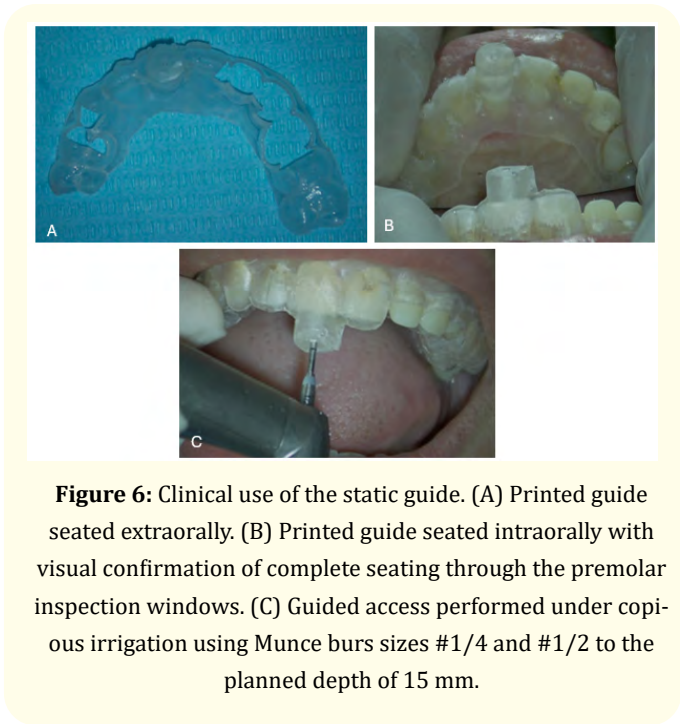 A
B
C
Figure 6: Clinical use of the static guide. (A) Printed guide
seated extraorally. (B) Printed guide seated intraorally with
visual confirmation of complete seating through the premolar
inspection windows. (C) Guided access performed under copi-
ous irrigation using Munce burs sizes #1/4 and #1/2 to the
planned depth of 15 mm.